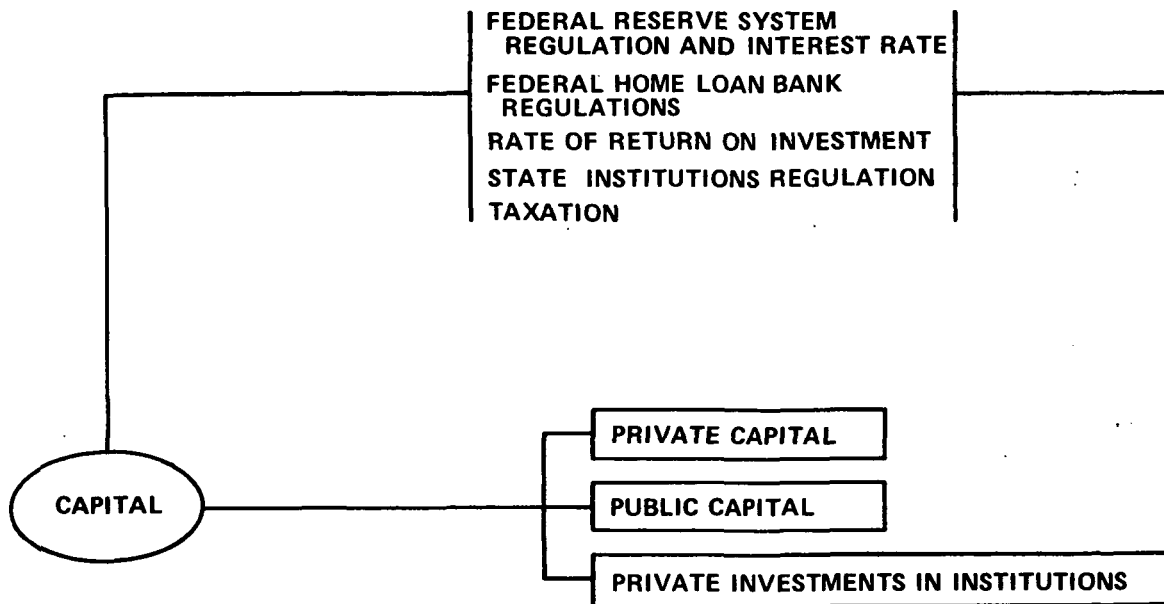 FEDERAL RESERVE SYSTEM
REGULATION AND INTEREST RATE
FEDERAL HOME LOAN BANK
REGULATIONS
RATE OF RETURN ON INVESTMENT
STATE INSTITUTIONS REGULATION
TAXATION
PRIVATE CAPITAL
CAPITAL
PUBLIC CAPITAL
PRIVATE INVESTMENTS IN INSTITUTIONS